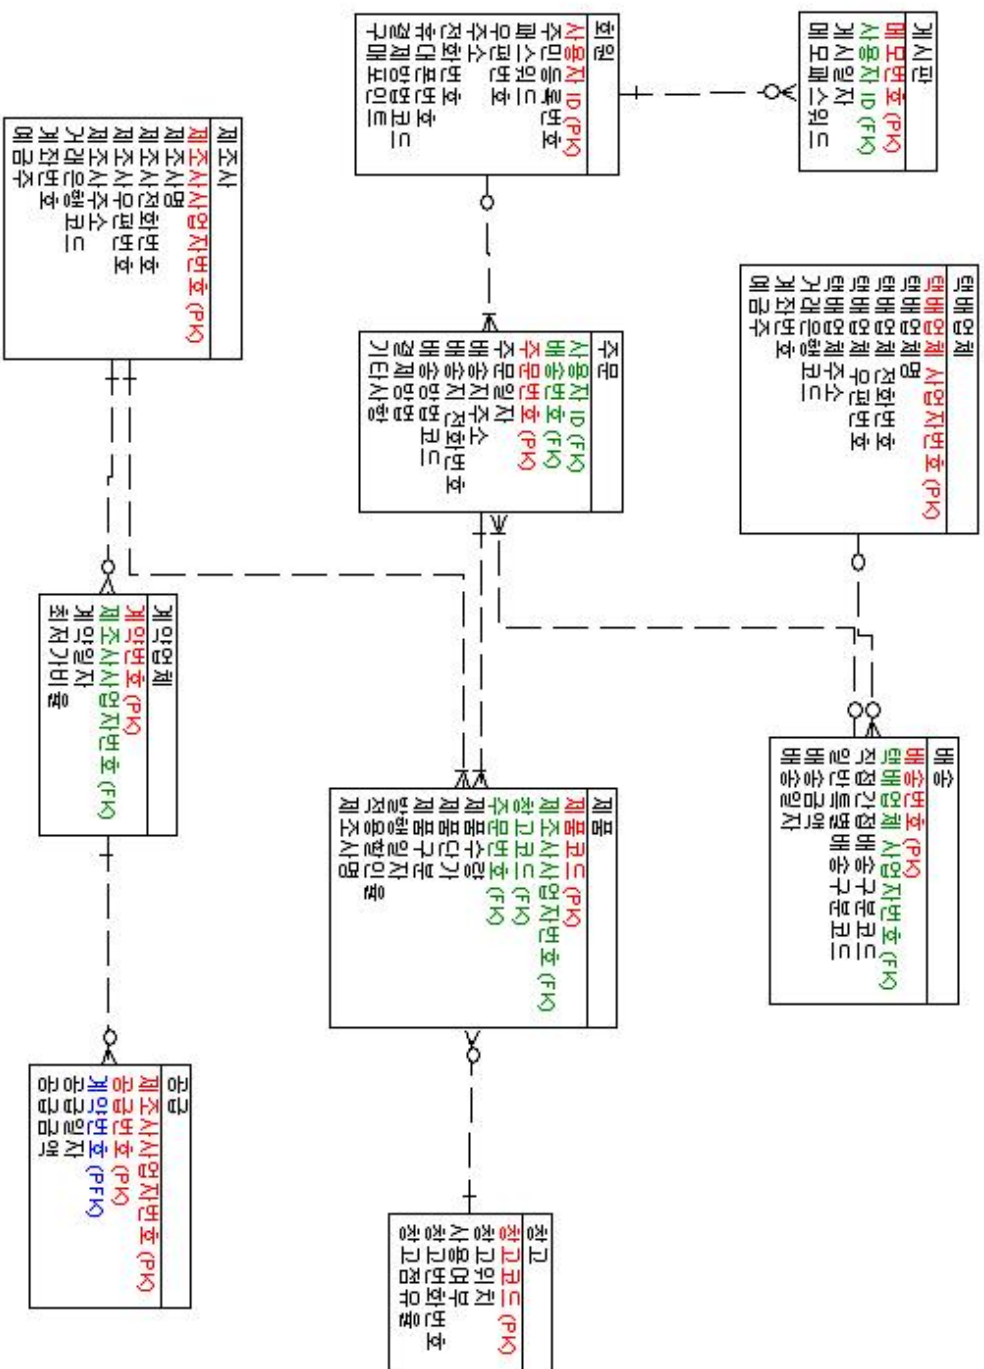 게시판
메모번호 (PK)
사용자 ID (FK)
게시일자
메모패스워드
택배업체
택배업체 사업자번호 (PK)
택배업체명
택배업체 전화번호
택배업체 우편번호
택배업체주소
거래은행코드
계좌번호
예금주
배송
배송번호 (PK)
택배업체 사업자번호 (FK)
직접간접배송구분코드
일반특별배송구분코드
배송금액
배송일자
회원
사용자 ID (PK)
주민등록번호
패스워드
우편번호
주소
전화번호
휴대폰번호
결제방법코드
구매포인트
주문
사용자 ID (FK)
배송번호 (FK)
주문번호 (PK)
주문일자
배송지주소
배송지 전화번호
배송방법코드
결제방법
기타사항
제품
제품코드 (PK)
제조사사업자번호 (FK)
창고코드 (FK)
주문번호 (FK)
제품수량
제품단가
제품구분
발행일자
적용할인율
제조사명
창고
창고코드 (PK)
창고위치
사용여부
창고번화번호
창고점유율
제조사
제조사사업자번호 (PK)
제조사명
제조사전화번호
제조사우편번호
제조사주소
거래은행코드
계좌번호
예금주
계약업체
계약번호 (PK)
제조사사업자번호 (FK)
계약일자
최저가비율
공급
제조사사업자번호 (PK)
공급번호 (PK)
계약번호 (PFK)
공급일자
공급금액